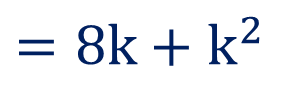 = 8k + k²